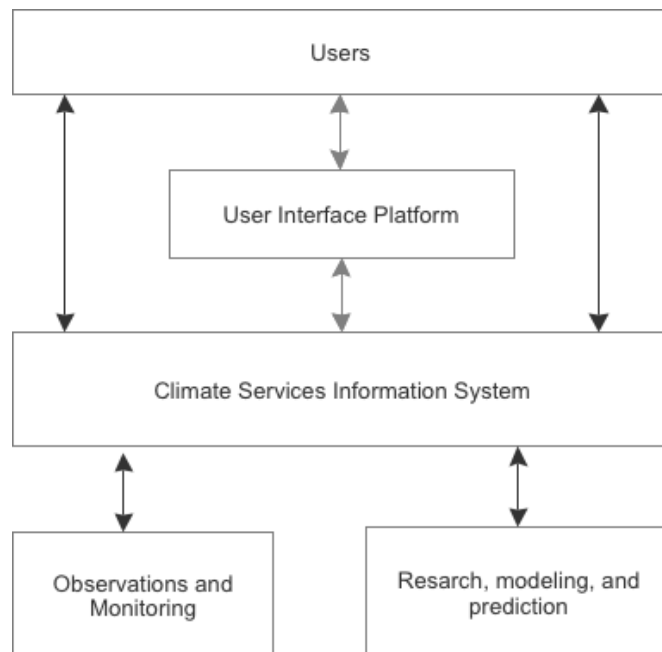 Users
User Interface Platform
Climate Services Information System
Observations and
Monitoring
Resarch, modeling, and
prediction